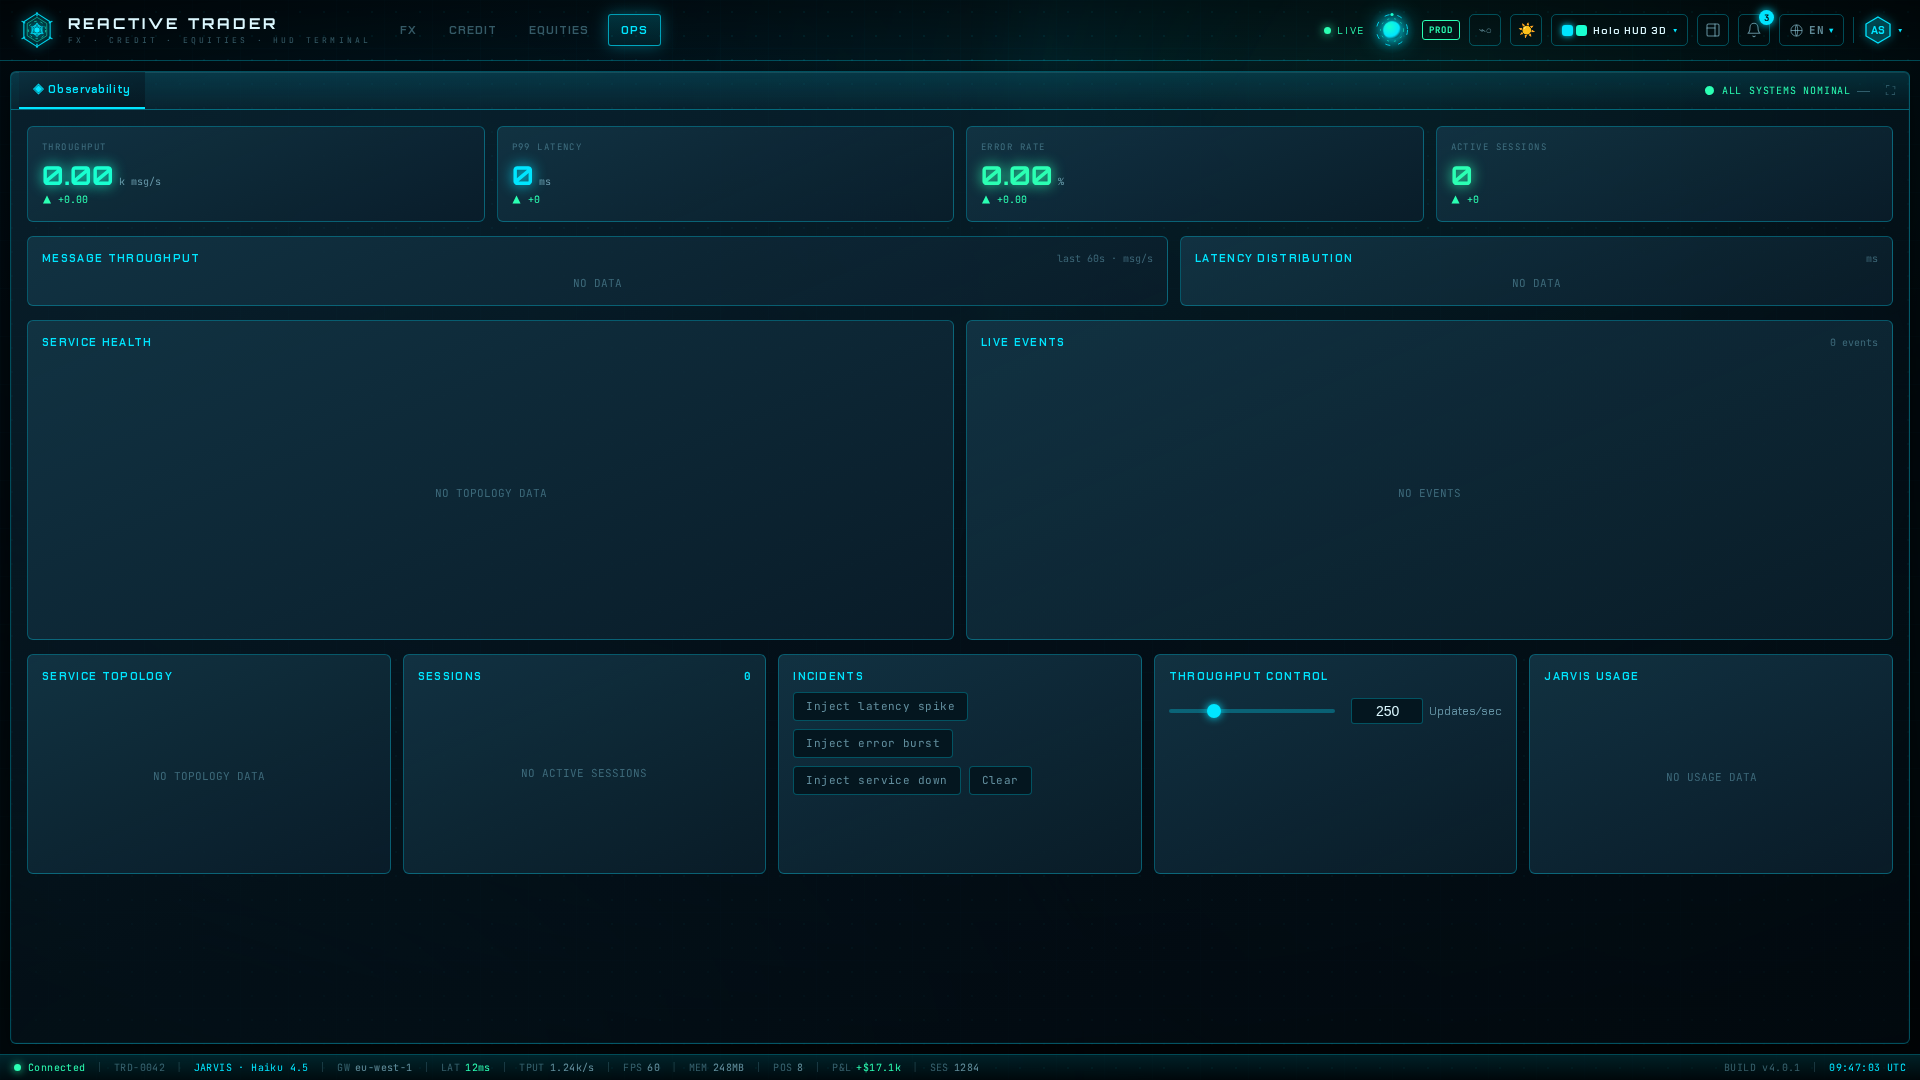 REACTIVE TRADER
FX · CREDIT · EQUITIES · HUD TERMINAL
FX CREDIT EQUITIES OPS
LIVE PROD Holo HUD 3D 3 EN AS
Observability
ALL SYSTEMS NOMINAL —
THROUGHPUT
0.00 k msg/s
▲ +0.00
P99 LATENCY
0 ms
▲ +0
ERROR RATE
0.00 %
▲ +0.00
ACTIVE SESSIONS
0
▲ +0
MESSAGE THROUGHPUT last 60s · msg/s
NO DATA
LATENCY DISTRIBUTION ms
NO DATA
SERVICE HEALTH
NO TOPOLOGY DATA
LIVE EVENTS 0 events
NO EVENTS
SERVICE TOPOLOGY
NO TOPOLOGY DATA
SESSIONS 0
NO ACTIVE SESSIONS
INCIDENTS
Inject latency spike
Inject error burst
Inject service down Clear
THROUGHPUT CONTROL
250 Updates/sec
JARVIS USAGE
NO USAGE DATA
Connected | TRD-0042 | JARVIS · Haiku 4.5 | GW eu-west-1 | LAT 12ms | TPUT 1.24k/s | FPS 60 | MEM 248MB | POS 8 | P&L +$17.1k | SES 1284 BUILD v4.0.1 | 09:47:03 UTC